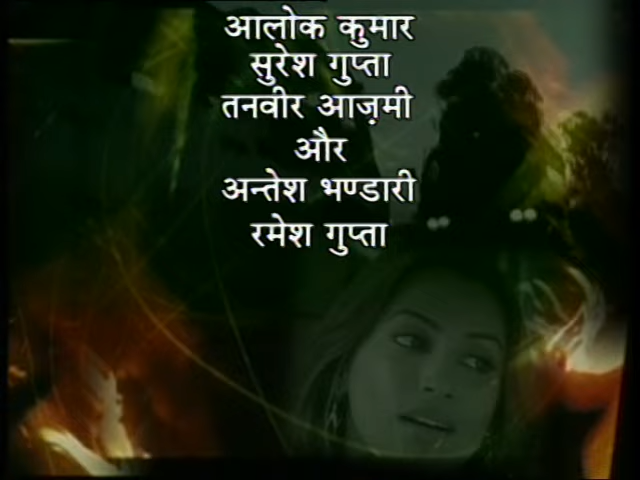 आलोक कुमार
सुरेश गुप्ता
तनवीर आज़मी
और
अन्तेश भण्डारी
रमेश गुप्ता